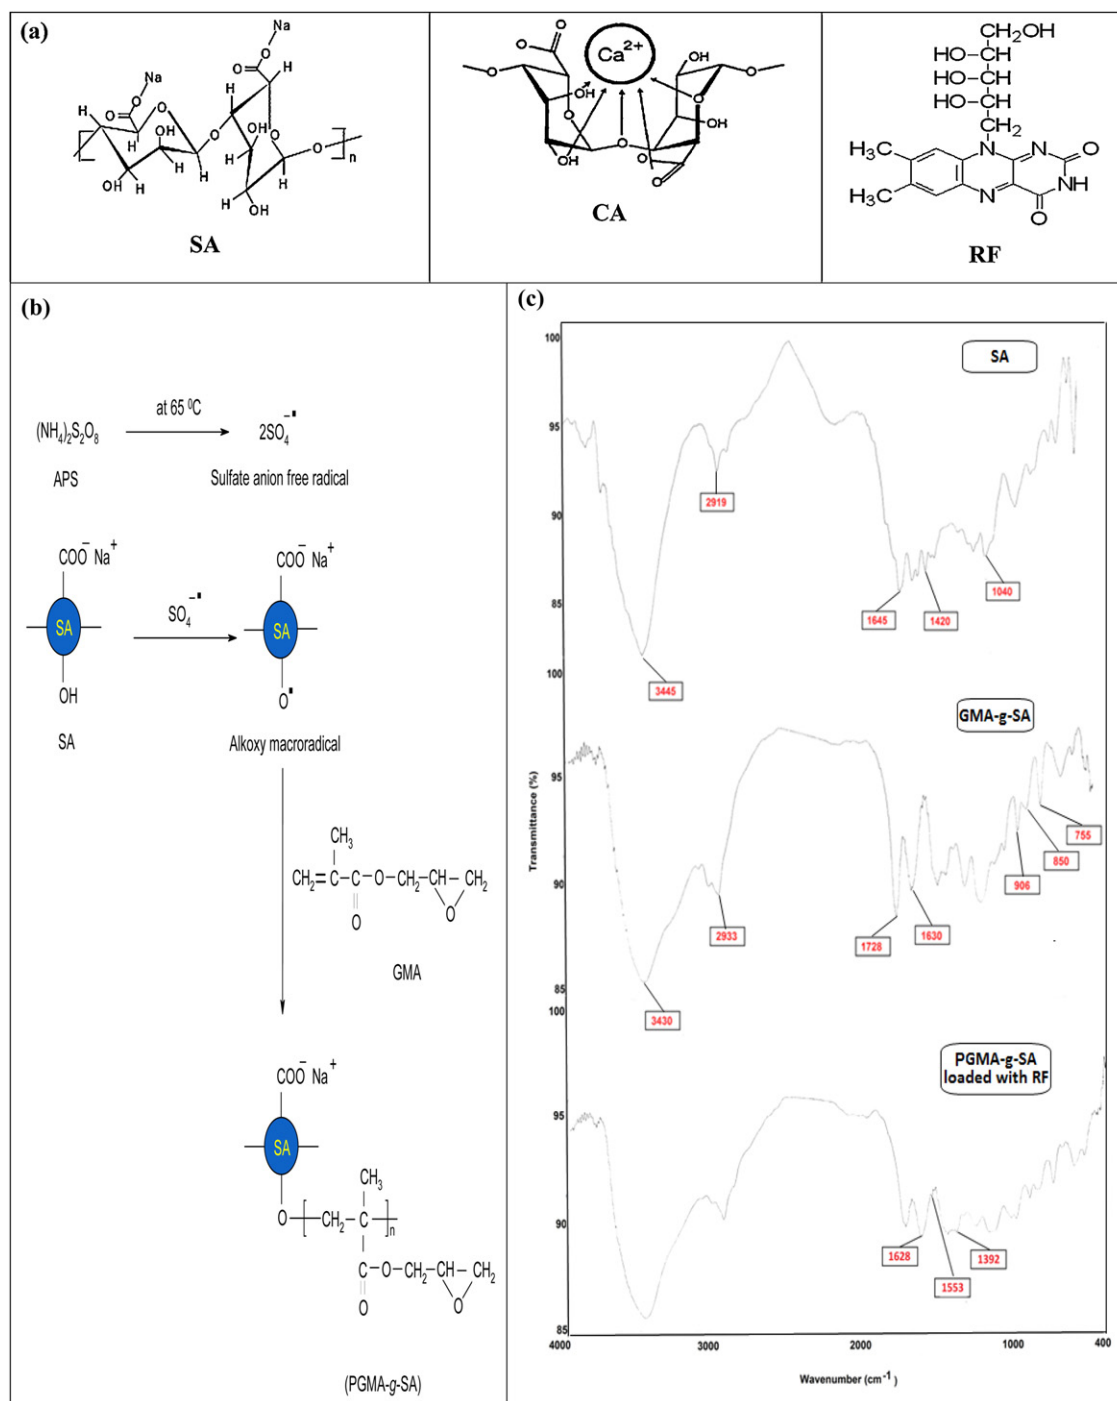 (a)
Na
O
O
Na
O
O
H
H
O
H
OH
OH
H
H
H
O
H
H
O
OH
H
H
OH
H
O
n
SA
O
O
Ca2+
O
OH
O
OH
O
OH
O
OH
O
O
O
CA
CH2OH
HO-CH
HO-CH
HO-CH
CH2
CH3
CH3
N
N
O
NH
N
O
RF
(b)
(NH4)2S2O8
at 65 0C
2SO4−▪
APS
Sulfate anion free radical
COO− Na+
COO− Na+
SA
SO4−▪
SA
OH
O▪
SA
Alkoxy macroradical
CH3
CH2=C—C—O—CH2—CH—CH2
O
O
GMA
COO− Na+
SA
CH3
O—[CH2—C—]n
C—O—CH2—CH—CH2
O
O
(PGMA-g-SA)
(c)
100
SA
95
2919
90
85
1645
1420
1040
100
3445
GMA-g-SA
95
Transmittance (%)
755
850
90
906
2933
1728
1630
85
100
3430
PGMA-g-SA
loaded with RF
95
90
1628
1392
1553
85
4000
3000
2000
1000
400
Wavenumber (cm-1)